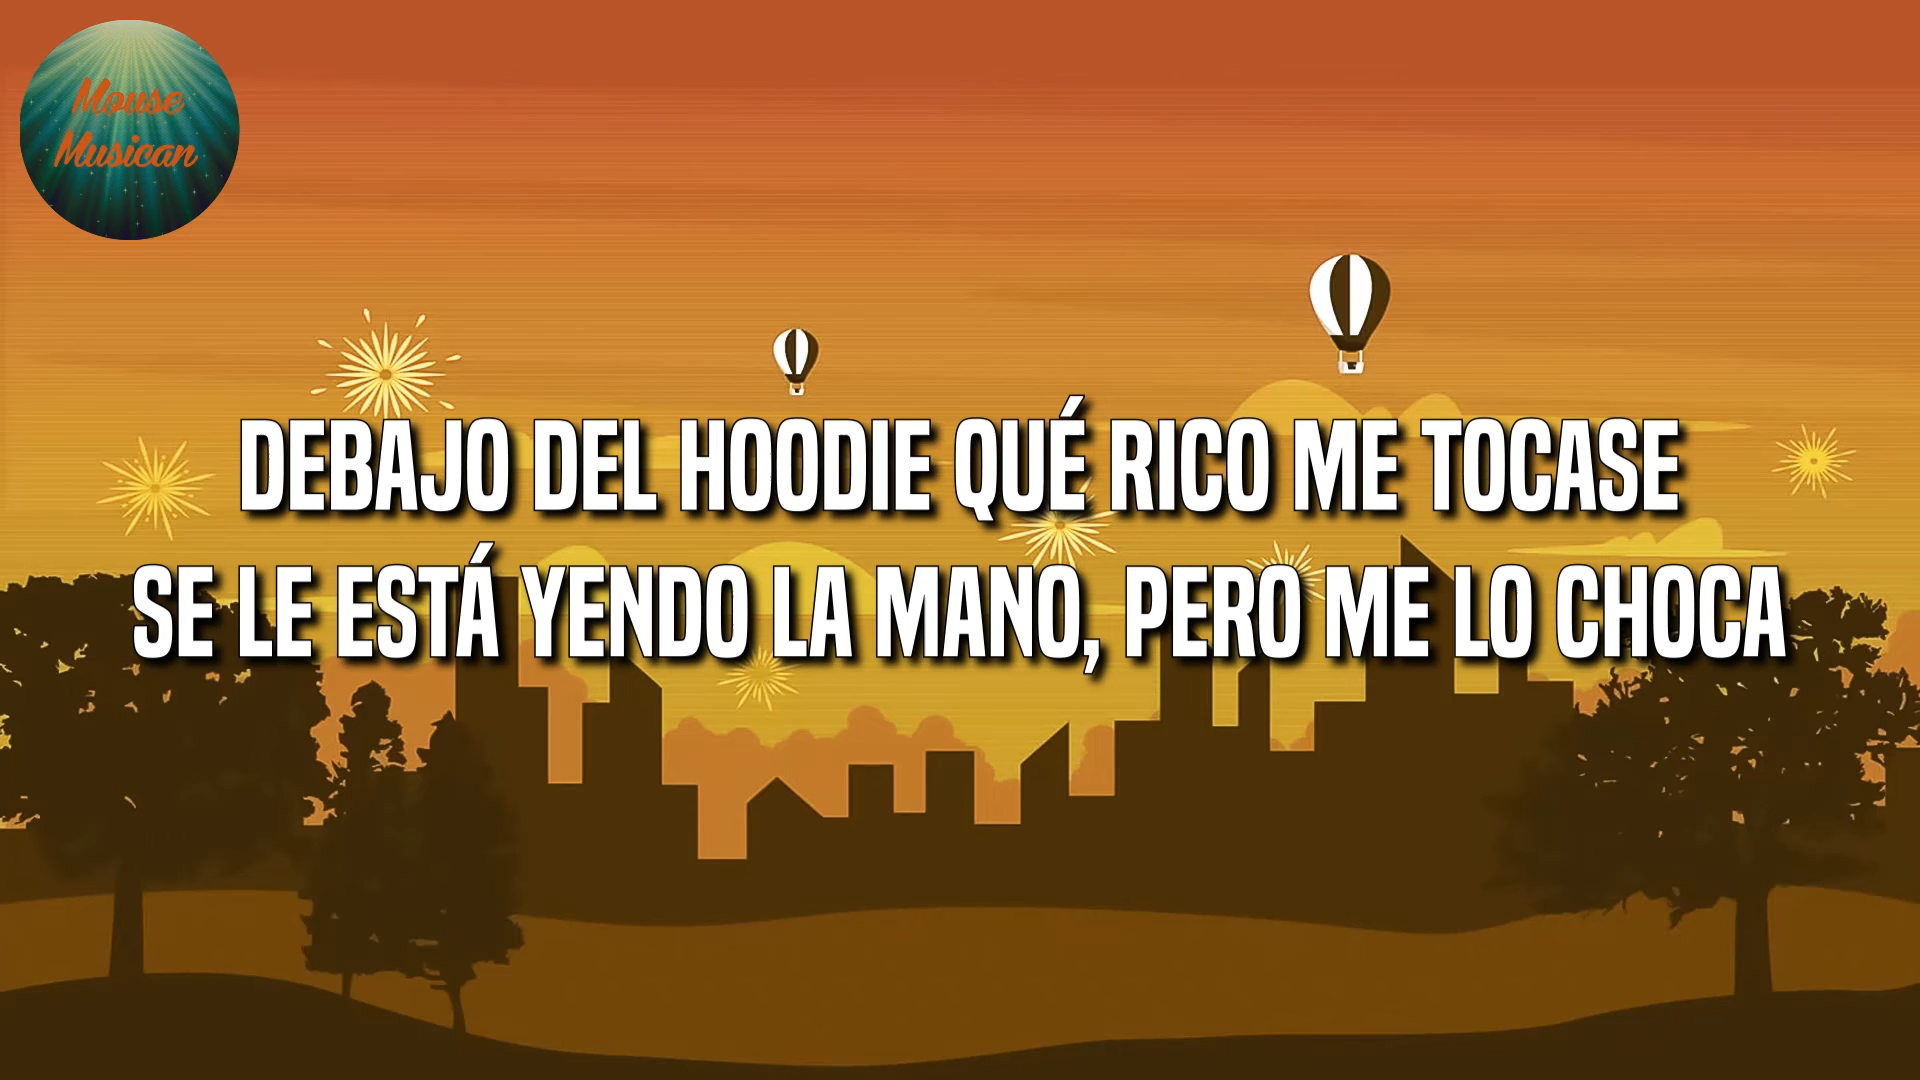 Mouse
Musican
DEBAJO DEL HOODIE QUÉ RICO ME TOCASE
SE LE ESTÁ YENDO LA MANO, PERO ME LO CHOCA